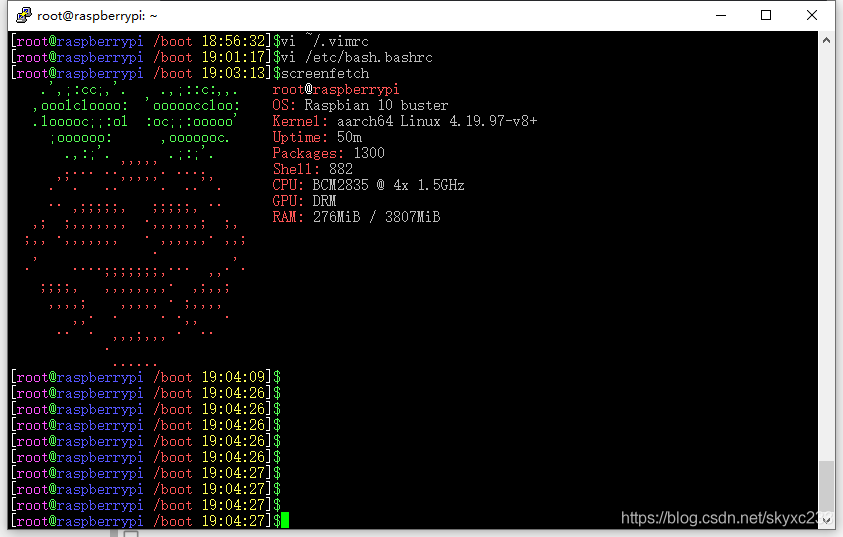 root@raspberrypi: ~
[root@raspberrypi /boot 18:56:32]$vi ~/.vimrc
[root@raspberrypi /boot 19:01:17]$vi /etc/bash.bashrc
[root@raspberrypi /boot 19:03:13]$screenfetch
root@raspberrypi
OS: Raspbian 10 buster
Kernel: aarch64 Linux 4.19.97-v8+
Uptime: 50m
Packages: 1300
Shell: 882
CPU: BCM2835 @ 4x 1.5GHz
GPU: DRM
RAM: 276MiB / 3807MiB
[root@raspberrypi /boot 19:04:09]$
[root@raspberrypi /boot 19:04:26]$
[root@raspberrypi /boot 19:04:26]$
[root@raspberrypi /boot 19:04:26]$
[root@raspberrypi /boot 19:04:26]$
[root@raspberrypi /boot 19:04:26]$
[root@raspberrypi /boot 19:04:27]$
[root@raspberrypi /boot 19:04:27]$
[root@raspberrypi /boot 19:04:27]$
[root@raspberrypi /boot 19:04:27]$